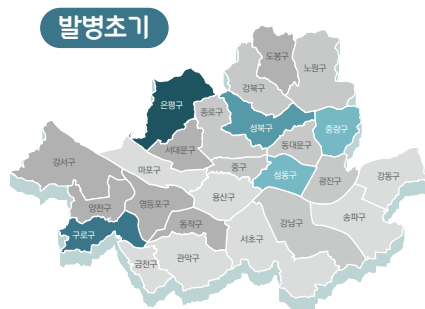 발병초기
도봉구
노원구
강북구
은평구
종로구
성북구
중랑구
서대문구
동대문구
강서구
마포구
중구
성동구
광진구
강동구
양천구
영등포구
용산구
구로구
동작구
강남구
송파구
서초구
금천구
관악구